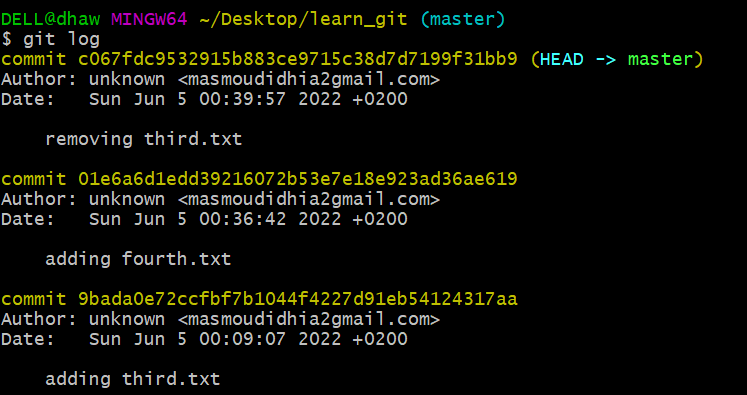 DELL@dhaw MINGW64 ~/Desktop/learn_git (master)
$ git log
commit c067fdc9532915b883ce9715c38d7d7199f31bb9 (HEAD -> master)
Author: unknown <masmoudidhia2gmail.com>
Date:   Sun Jun 5 00:39:57 2022 +0200
    removing third.txt
commit 01e6a6d1edd39216072b53e7e18e923ad36ae619
Author: unknown <masmoudidhia2gmail.com>
Date:   Sun Jun 5 00:36:42 2022 +0200
    adding fourth.txt
commit 9bada0e72ccfbf7b1044f4227d91eb54124317aa
Author: unknown <masmoudidhia2gmail.com>
Date:   Sun Jun 5 00:09:07 2022 +0200
    adding third.txt